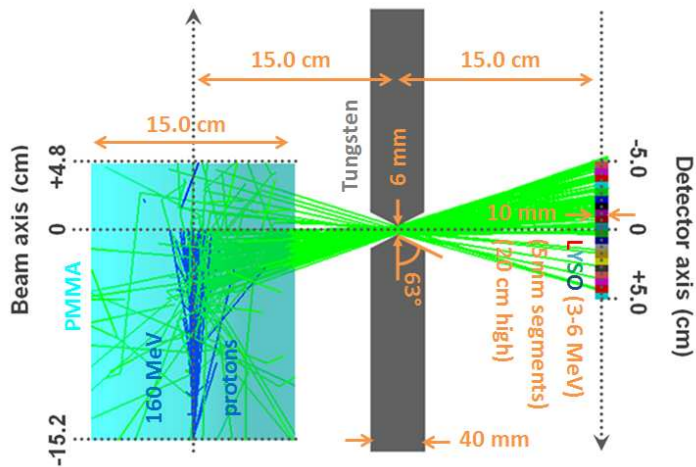 15.0 cm
15.0 cm
15.0 cm
Tungsten
6 mm
+4.8
0
-15.2
Beam axis (cm)
PMMA
160 MeV
protons
63°
40 mm
10 mm
LYSO (3-6 MeV)
(5 mm segments)
(20 cm high)
-5.0
0
+5.0
Detector axis (cm)